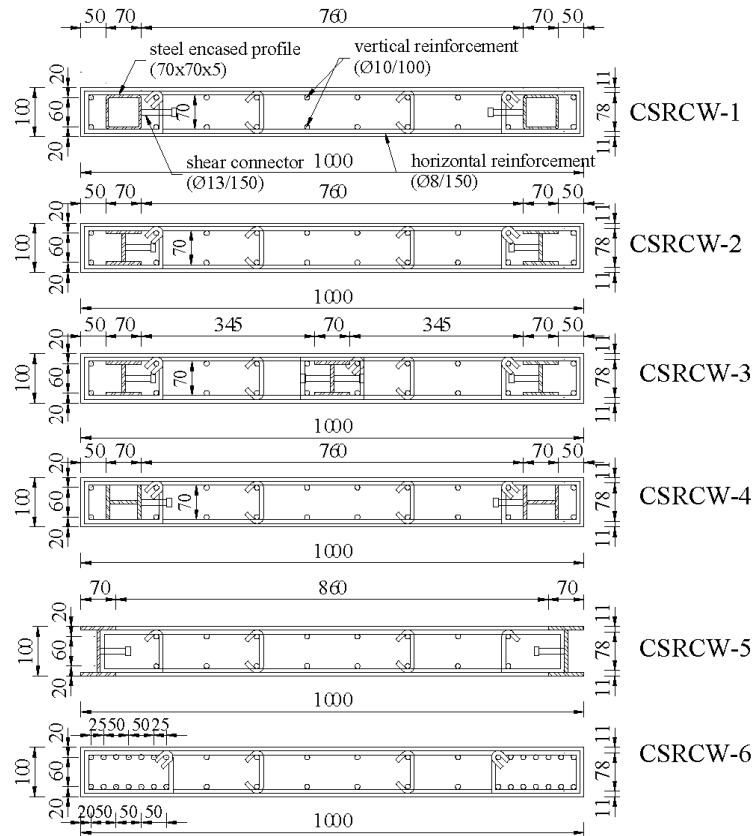 50 70 760 70 50
steel encased profile
(70x70x5)
vertical reinforcement
(Ø10/100)
100
20 60 20
70
11 78 11
CSRCW-1
shear connector
(Ø13/150)
1000
horizontal reinforcement
(Ø8/150)
50 70 760 70 50
100
20 60 20
70
11 78 11
CSRCW-2
1000
50 70 345 70 345 70 50
100
20 60 20
70
11 78 11
CSRCW-3
1000
50 70 760 70 50
100
20 60 20
70
11 78 11
CSRCW-4
1000
70 860 70
100
20 60 20
11 78 11
CSRCW-5
1000
25 50 50 25
100
20 60 20
11 78 11
CSRCW-6
20 50 50 50
1000